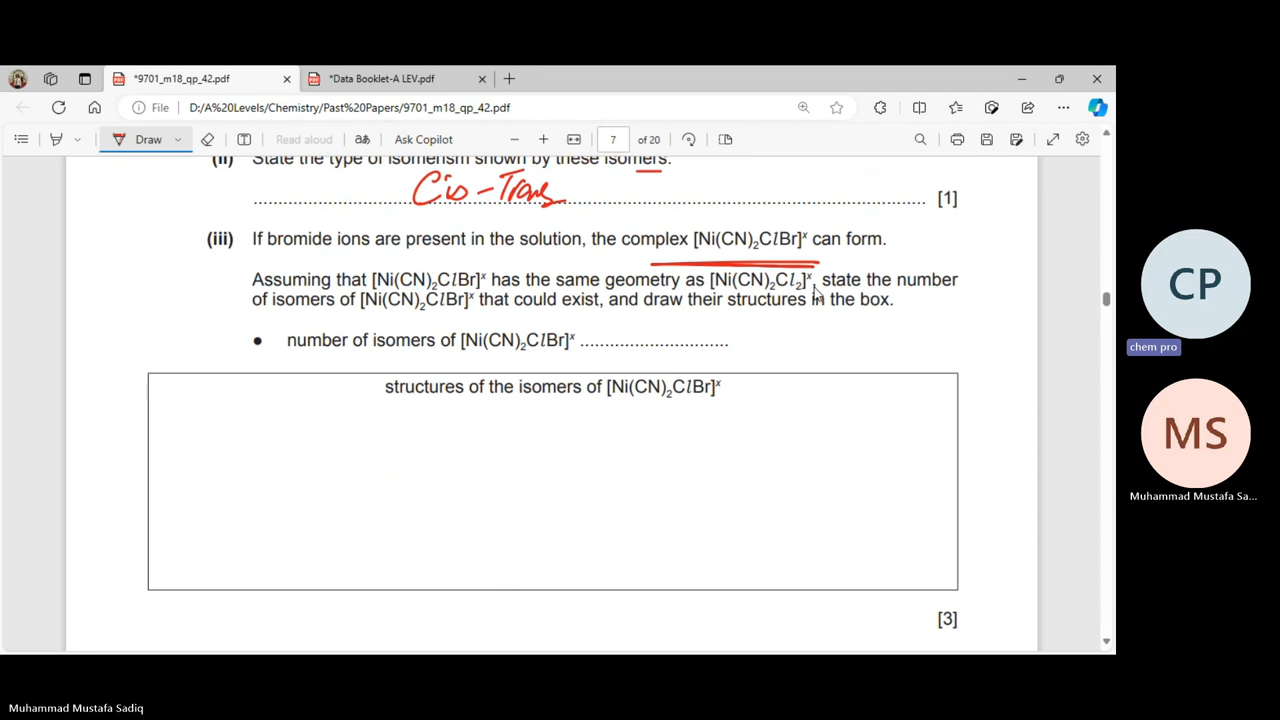 *9701_m18_qp_42.pdf
*Data Booklet-A LEV.pdf
File
D:/A%20Levels/Chemistry/Past%20Papers/9701_m18_qp_42.pdf
Draw
Read aloud
Ask Copilot
7
of 20
(ii) State the type of isomerism shown by these isomers.
Cis-Trans
[1]
(iii) If bromide ions are present in the solution, the complex [Ni(CN)₂ClBr]ˣ can form.
Assuming that [Ni(CN)₂ClBr]ˣ has the same geometry as [Ni(CN)₂Cl₂]ˣ, state the number
of isomers of [Ni(CN)₂ClBr]ˣ that could exist, and draw their structures in the box.
● number of isomers of [Ni(CN)₂ClBr]ˣ ..............................
structures of the isomers of [Ni(CN)₂ClBr]ˣ
[3]
CP
chem pro
MS
Muhammad Mustafa Sa...
Muhammad Mustafa Sadiq